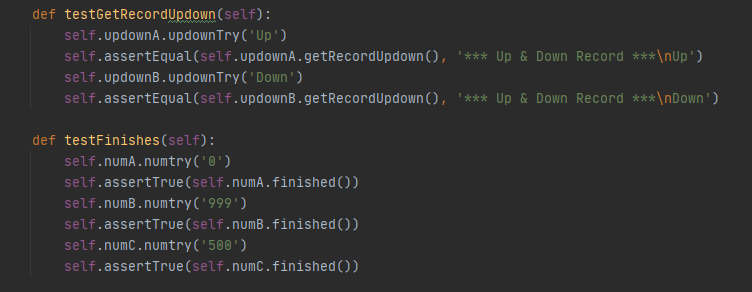 def testGetRecordUpdown(self):
    self.updownA.updownTry('Up')
    self.assertEqual(self.updownA.getRecordUpdown(), '*** Up & Down Record ***\nUp')
    self.updownB.updownTry('Down')
    self.assertEqual(self.updownB.getRecordUpdown(), '*** Up & Down Record ***\nDown')

def testFinishes(self):
    self.numA.numtry('0')
    self.assertTrue(self.numA.finished())
    self.numB.numtry('999')
    self.assertTrue(self.numB.finished())
    self.numC.numtry('500')
    self.assertTrue(self.numC.finished())